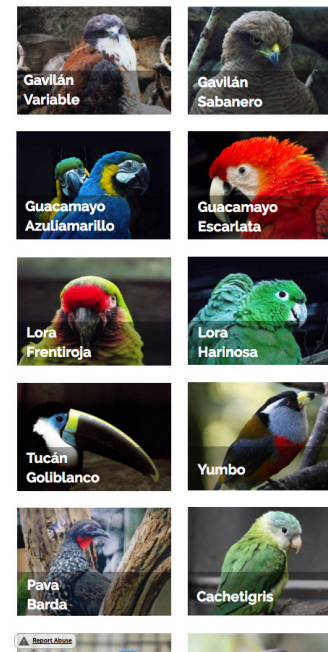 Gavilán
Variable
Gavilán
Sabanero
Guacamayo
Azuliamarillo
Guacamayo
Escarlata
Lora
Frentiroja
Lora
Harinosa
Tucán
Goliblanco
Yumbo
Pava
Barda
Cachetigris
Report Abuse